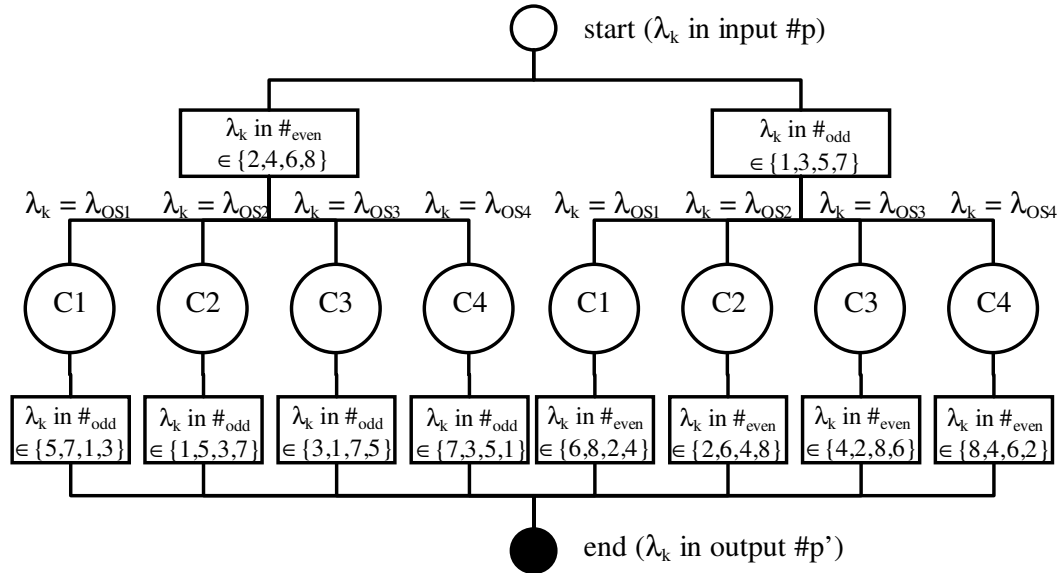 start (λk in input #p)
λk in #even
∈{2,4,6,8}
λk in #odd
∈{1,3,5,7}
λk = λOS1 λk = λOS2 λk = λOS3 λk = λOS4 λk = λOS1 λk = λOS2 λk = λOS3 λk = λOS4
C1 C2 C3 C4 C1 C2 C3 C4
λk in #odd λk in #odd λk in #odd λk in #odd λk in #even λk in #even λk in #even λk in #even
∈{5,7,1,3} ∈{1,5,3,7} ∈{3,1,7,5} ∈{7,3,5,1} ∈{6,8,2,4} ∈{2,6,4,8} ∈{4,2,8,6} ∈{8,4,6,2}
end (λk in output #p’)